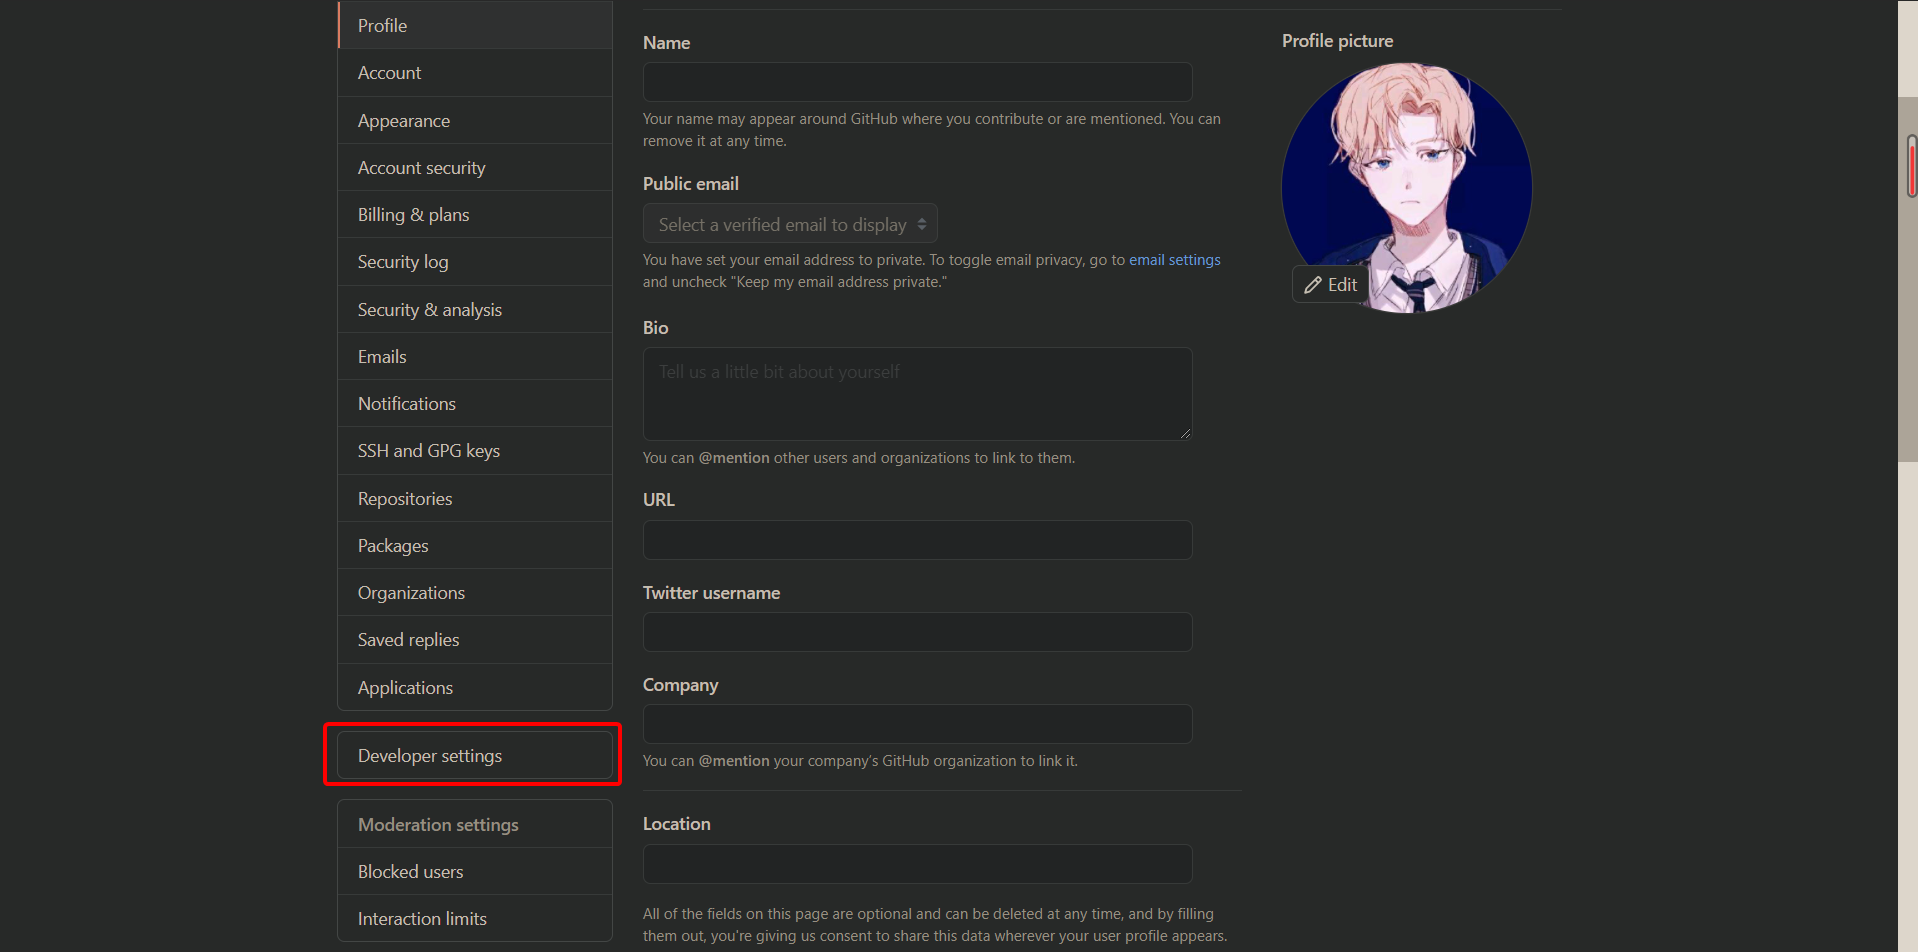 Profile
Account
Appearance
Account security
Billing & plans
Security log
Security & analysis
Emails
Notifications
SSH and GPG keys
Repositories
Packages
Organizations
Saved replies
Applications
Developer settings
Moderation settings
Blocked users
Interaction limits
Name
Your name may appear around GitHub where you contribute or are mentioned. You can
remove it at any time.
Public email
Select a verified email to display
You have set your email address to private. To toggle email privacy, go to email settings
and uncheck "Keep my email address private."
Bio
Tell us a little bit about yourself
You can @mention other users and organizations to link to them.
URL
Twitter username
Company
You can @mention your company's GitHub organization to link it.
Location
All of the fields on this page are optional and can be deleted at any time, and by filling
them out, you're giving us consent to share this data wherever your user profile appears.
Profile picture
Edit